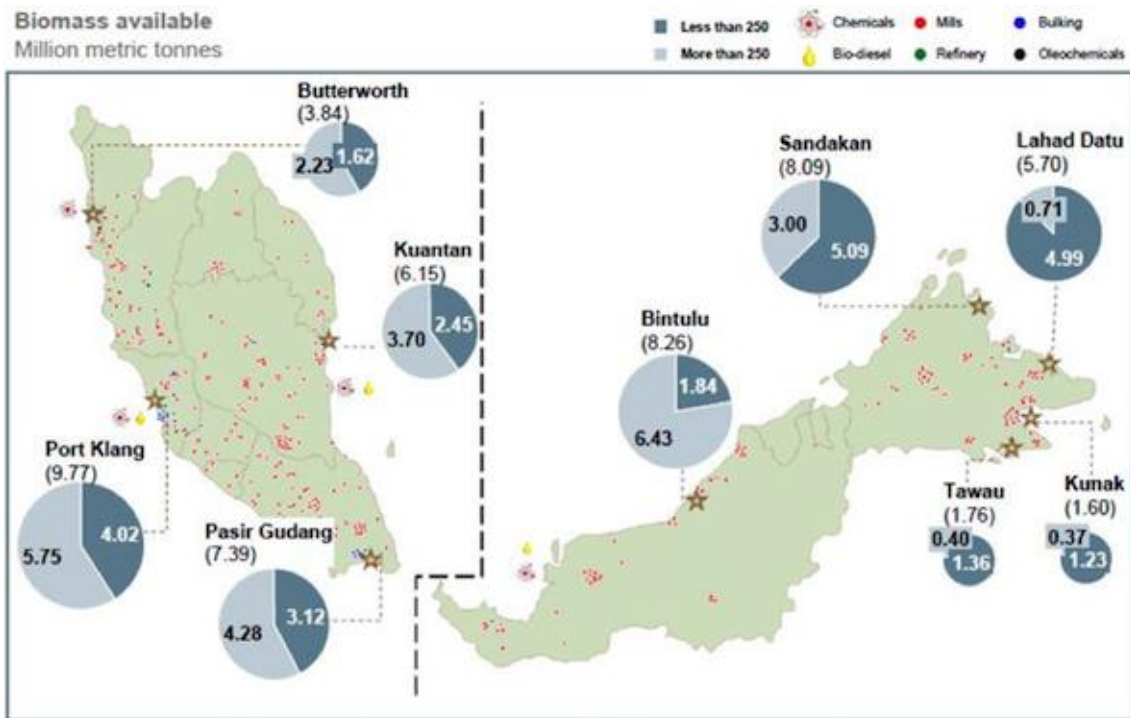 Biomass available
Million metric tonnes
Less than 250
More than 250
Chemicals
Bio-diesel
Mills
Refinery
Bulking
Oleochemicals
Butterworth
(3.84)
2.23
1.62
Kuantan
(6.15)
3.70
2.45
Port Klang
(9.77)
5.75
4.02
Pasir Gudang
(7.39)
4.28
3.12
Sandakan
(8.09)
3.00
5.09
Lahad Datu
(5.70)
0.71
4.99
Bintulu
(8.26)
1.84
6.43
Tawau
(1.76)
0.40
1.36
Kunak
(1.60)
0.37
1.23